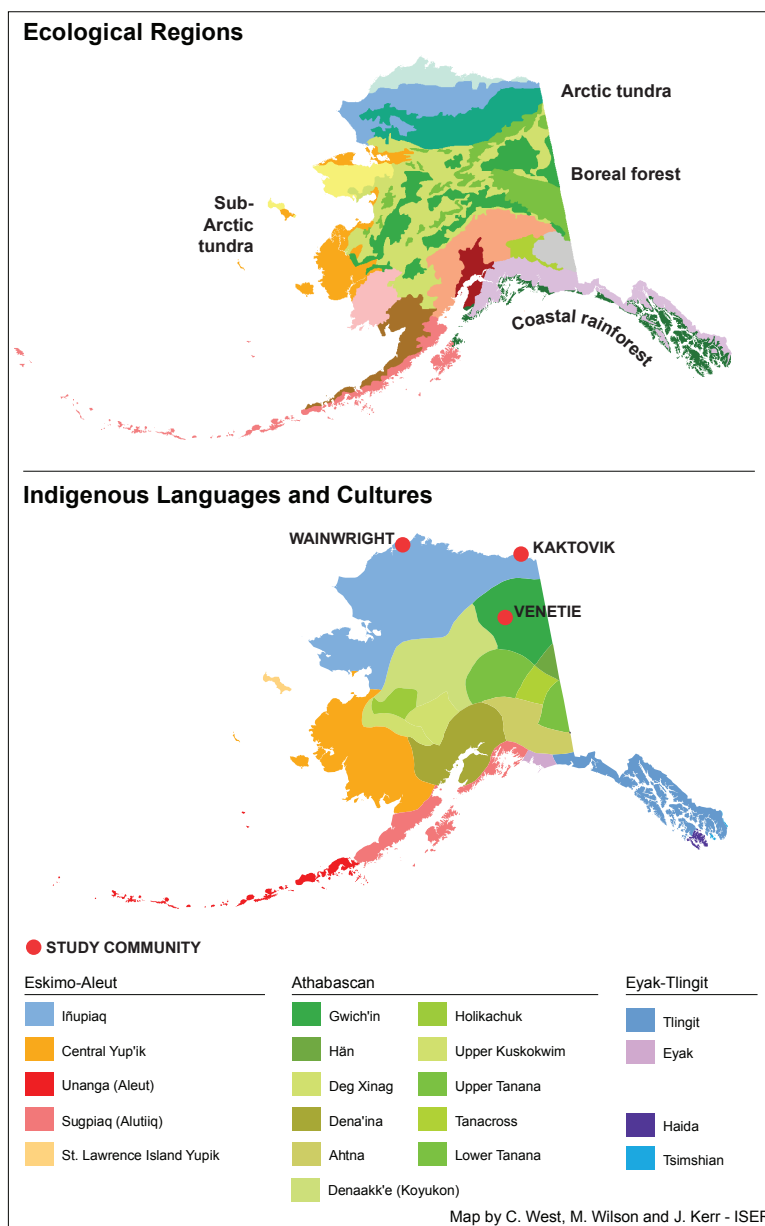 Ecological Regions
Arctic tundra
Boreal forest
Sub-
Arctic
tundra
Coastal rainforest
Indigenous Languages and Cultures
WAINWRIGHT
KAKTOVIK
VENETIE
STUDY COMMUNITY
Eskimo-Aleut
Iñupiaq
Central Yup'ik
Unanga (Aleut)
Sugpiaq (Alutiiq)
St. Lawrence Island Yupik
Athabascan
Gwich'in
Hän
Deg Xinag
Dena'ina
Ahtna
Denaakk'e (Koyukon)
Holikachuk
Upper Kuskokwim
Upper Tanana
Tanacross
Lower Tanana
Eyak-Tlingit
Tlingit
Eyak
Haida
Tsimshian
Map by C. West, M. Wilson and J. Kerr - ISER